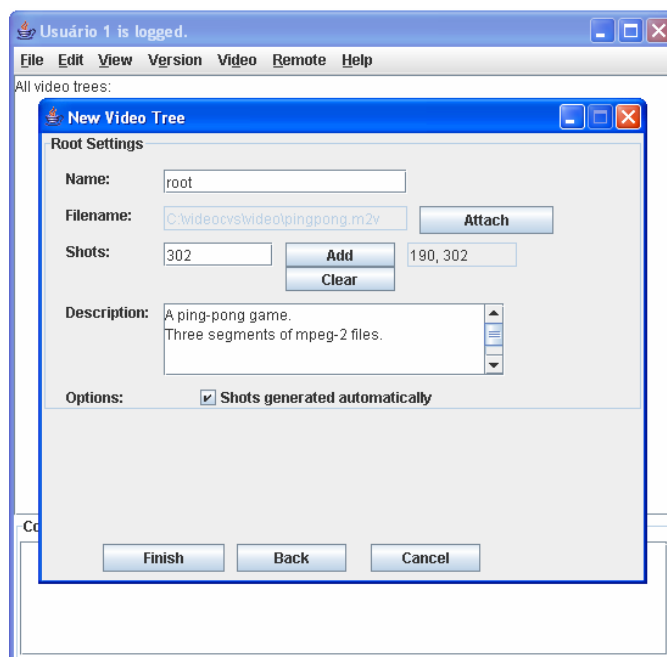 Usuário 1 is logged.
File Edit View Version Video Remote Help
All video trees:
New Video Tree
Root Settings
Name: root
Filename: C:\videocvs\video\pingpong.m2v Attach
Shots: 302 Add 190, 302
Clear
Description: A ping-pong game.
Three segments of mpeg-2 files.
Options: Shots generated automatically
Co
Finish Back Cancel